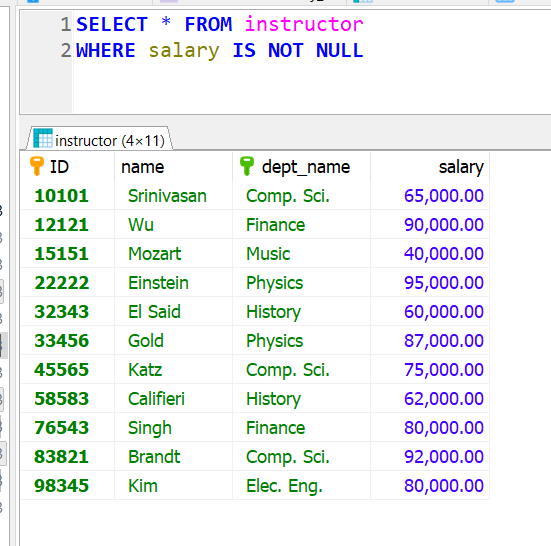 1 SELECT * FROM instructor
2 WHERE salary IS NOT NULL
instructor (4×11)
ID name dept_name salary
10101 Srinivasan Comp. Sci. 65,000.00
12121 Wu Finance 90,000.00
15151 Mozart Music 40,000.00
22222 Einstein Physics 95,000.00
32343 El Said History 60,000.00
33456 Gold Physics 87,000.00
45565 Katz Comp. Sci. 75,000.00
58583 Califieri History 62,000.00
76543 Singh Finance 80,000.00
83821 Brandt Comp. Sci. 92,000.00
98345 Kim Elec. Eng. 80,000.00